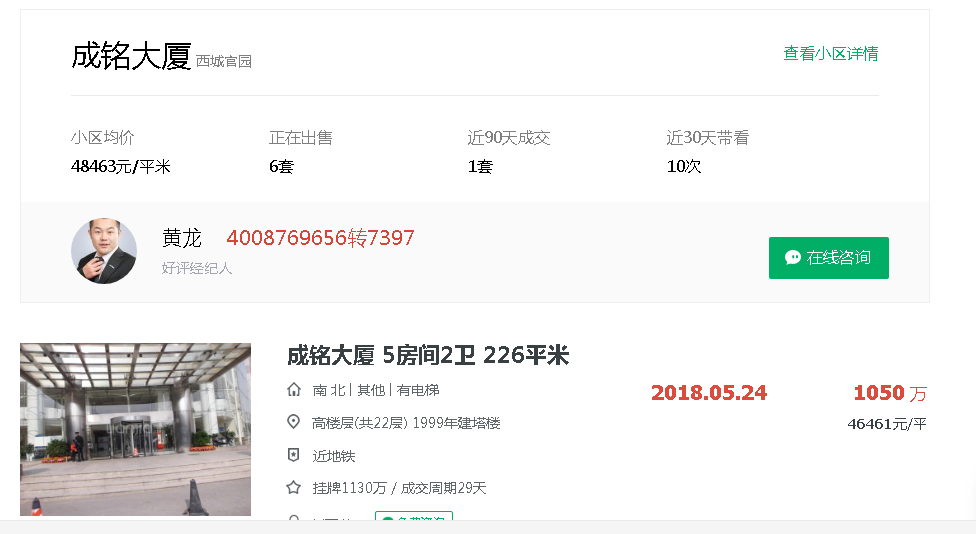 成铭大厦 西城官园 查看小区详情
小区均价 正在出售 近90天成交 近30天带看
48463元/平米 6套 1套 10次
黄龙 4008769656转7397
好评经纪人
在线咨询
成铭大厦 5房间2卫 226平米
南 北 | 其他 | 有电梯
2018.05.24 1050 万
高楼层(共22层) 1999年建塔楼
46461元/平
近地铁
挂牌1130万 / 成交周期29天